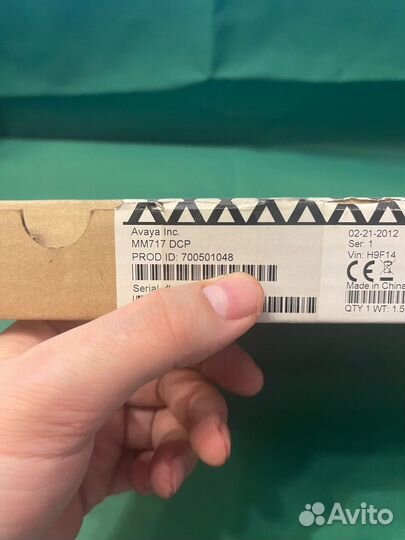 Avaya Inc.
MM717 DCP
PROD ID: 700501048
Serial
02-21-2012
Ser: 1
Vin: H9F14
CE
Made in China
QTY 1 WT: 1.5
Avito